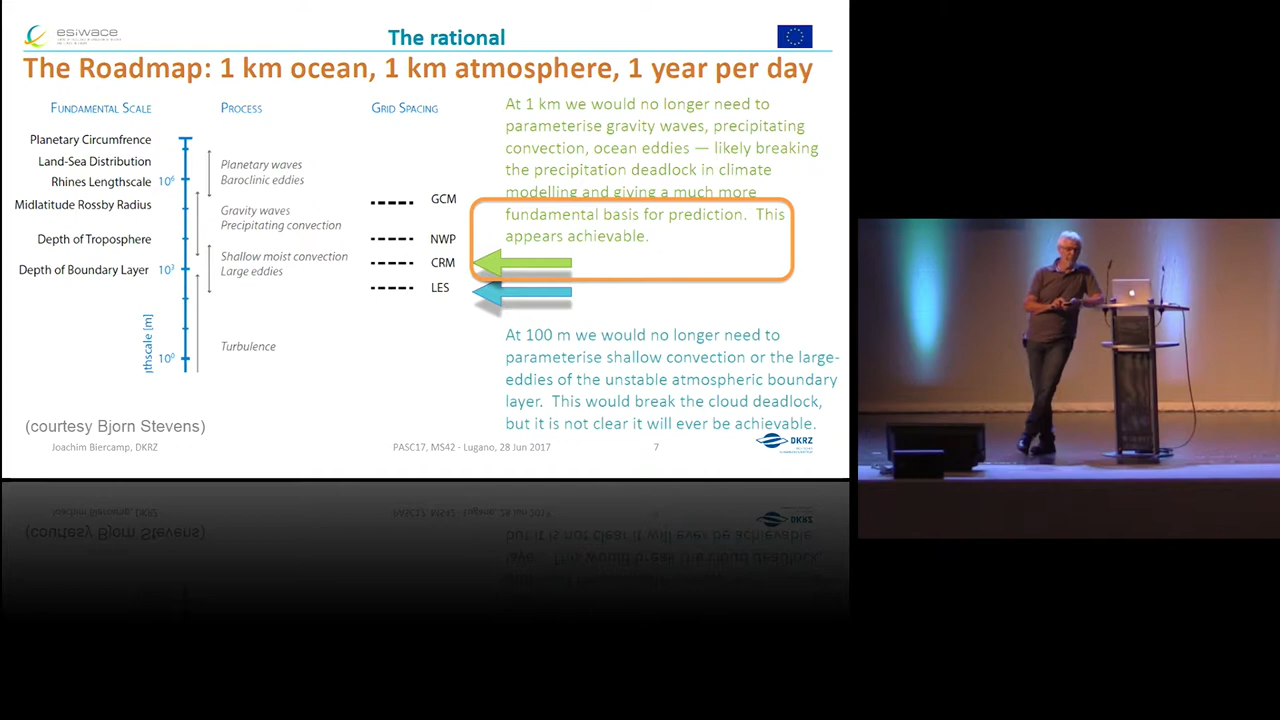 esiwace
The rational
The Roadmap: 1 km ocean, 1 km atmosphere, 1 year per day
FUNDAMENTAL SCALE
PROCESS
GRID SPACING
Planetary Circumfrence
Land-Sea Distribution
Rhines Lengthscale
Midlatitude Rossby Radius
Depth of Troposphere
Depth of Boundary Layer
10⁶
10³
10⁰
thscale [m]
Planetary waves
Baroclinic eddies
Gravity waves
Precipitating convection
Shallow moist convection
Large eddies
Turbulence
GCM
NWP
CRM
LES
At 1 km we would no longer need to
parameterise gravity waves, precipitating
convection, ocean eddies — likely breaking
the precipitation deadlock in climate
modelling and giving a much more
fundamental basis for prediction. This
appears achievable.
At 100 m we would no longer need to
parameterise shallow convection or the large-
eddies of the unstable atmospheric boundary
layer. This would break the cloud deadlock,
but it is not clear it will ever be achievable.
(courtesy Bjorn Stevens)
Joachim Biercamp, DKRZ
PASC17, MS42 - Lugano, 28 Jun 2017
7
DKRZ